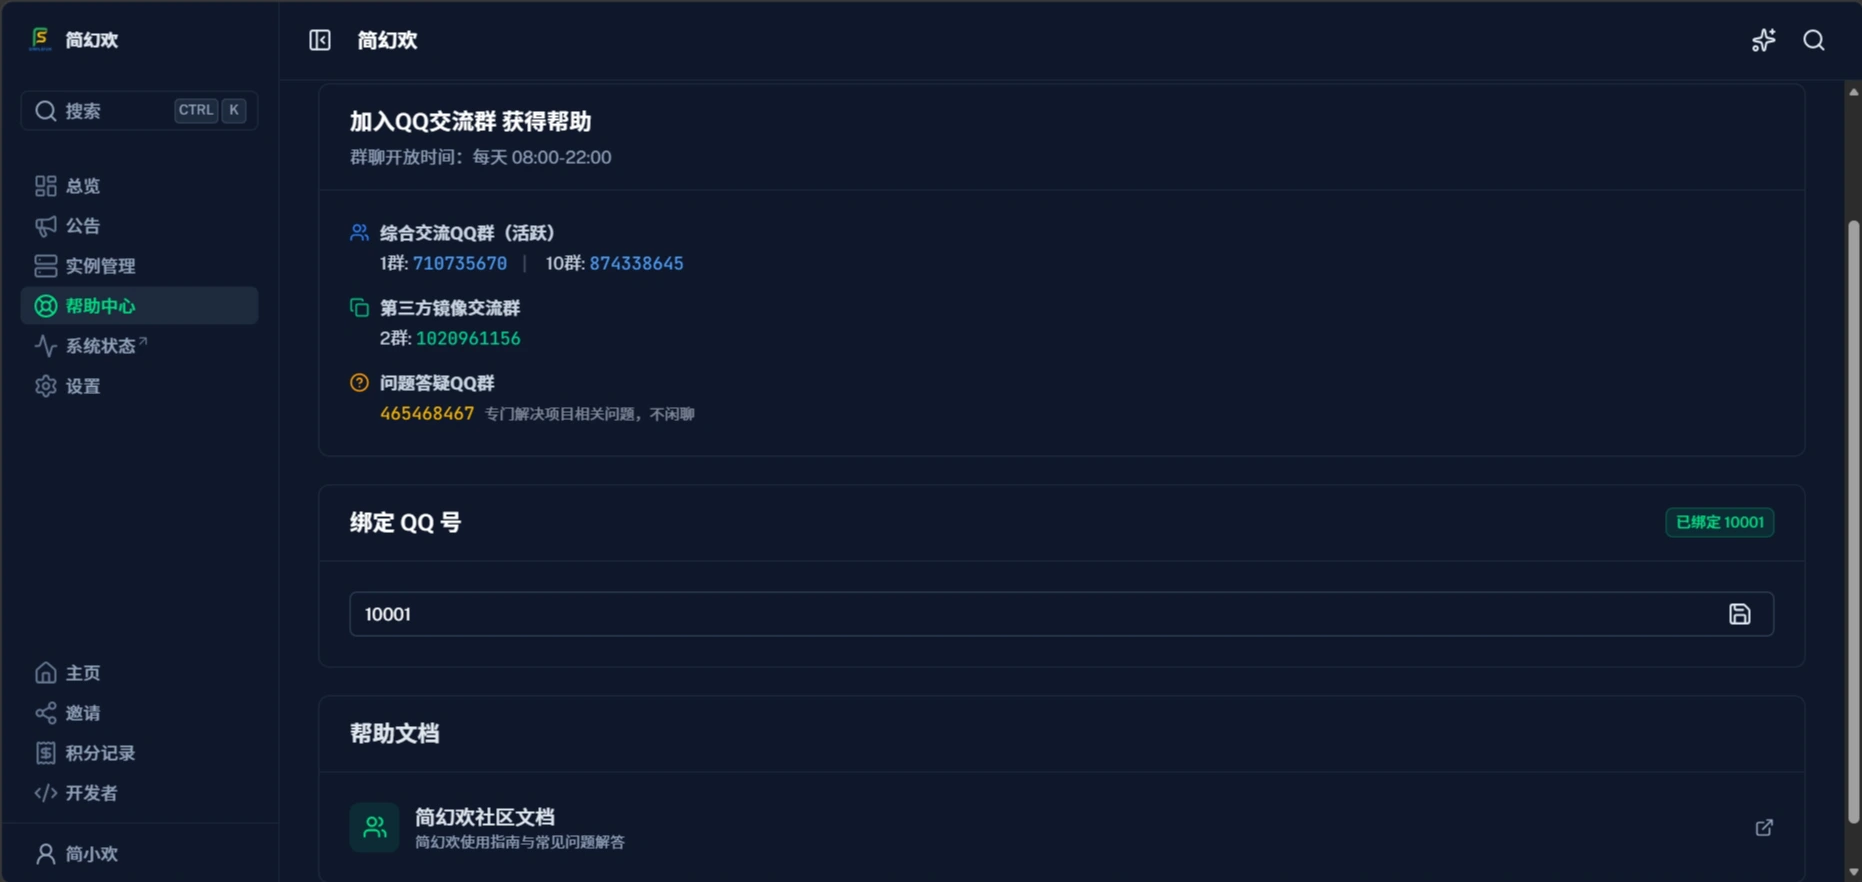 简幻欢
搜索 CTRL K
总览
公告
实例管理
帮助中心
系统状态
设置
主页
邀请
积分记录
开发者
简小欢
简幻欢
加入QQ交流群 获得帮助
群聊开放时间：每天 08:00-22:00
综合交流QQ群（活跃）
1群: 710735670 | 10群: 874338645
第三方镜像交流群
2群: 1020961156
问题答疑QQ群
465468467 专门解决项目相关问题，不闲聊
绑定 QQ 号
已绑定 10001
10001
帮助文档
简幻欢社区文档
简幻欢使用指南与常见问题解答